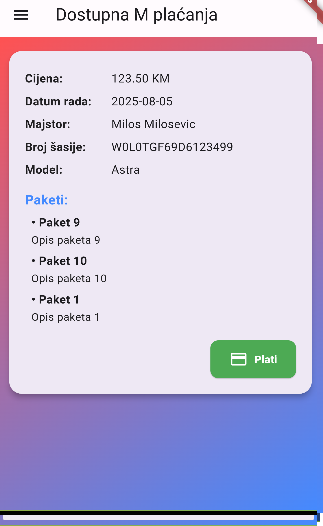 Dostupna M plaćanja
Cijena: 123.50 KM
Datum rada: 2025-08-05
Majstor: Milos Milosevic
Broj šasije: W0L0TGF69D6123499
Model: Astra
Paketi:
• Paket 9
Opis paketa 9
• Paket 10
Opis paketa 10
• Paket 1
Opis paketa 1
Plati